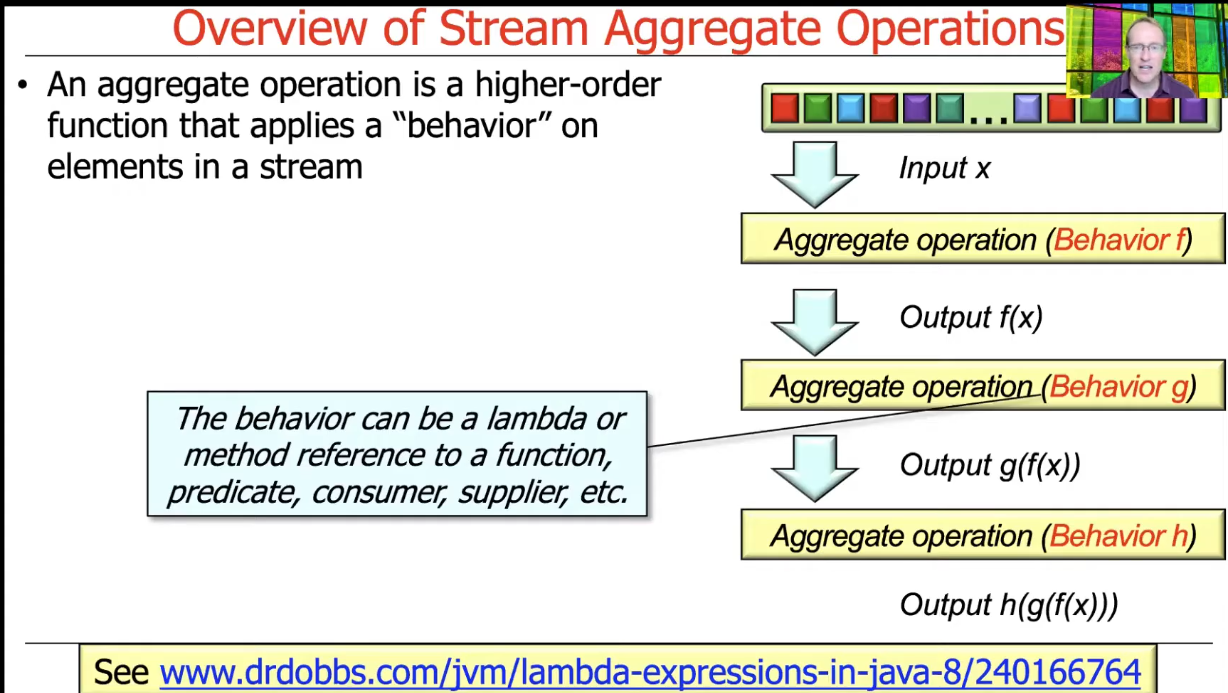 Overview of Stream Aggregate Operations
• An aggregate operation is a higher-order
function that applies a “behavior” on
elements in a stream
...
Input x
Aggregate operation (Behavior f)
Output f(x)
Aggregate operation (Behavior g)
The behavior can be a lambda or
method reference to a function,
predicate, consumer, supplier, etc.
Output g(f(x))
Aggregate operation (Behavior h)
Output h(g(f(x)))
See www.drdobbs.com/jvm/lambda-expressions-in-java-8/240166764